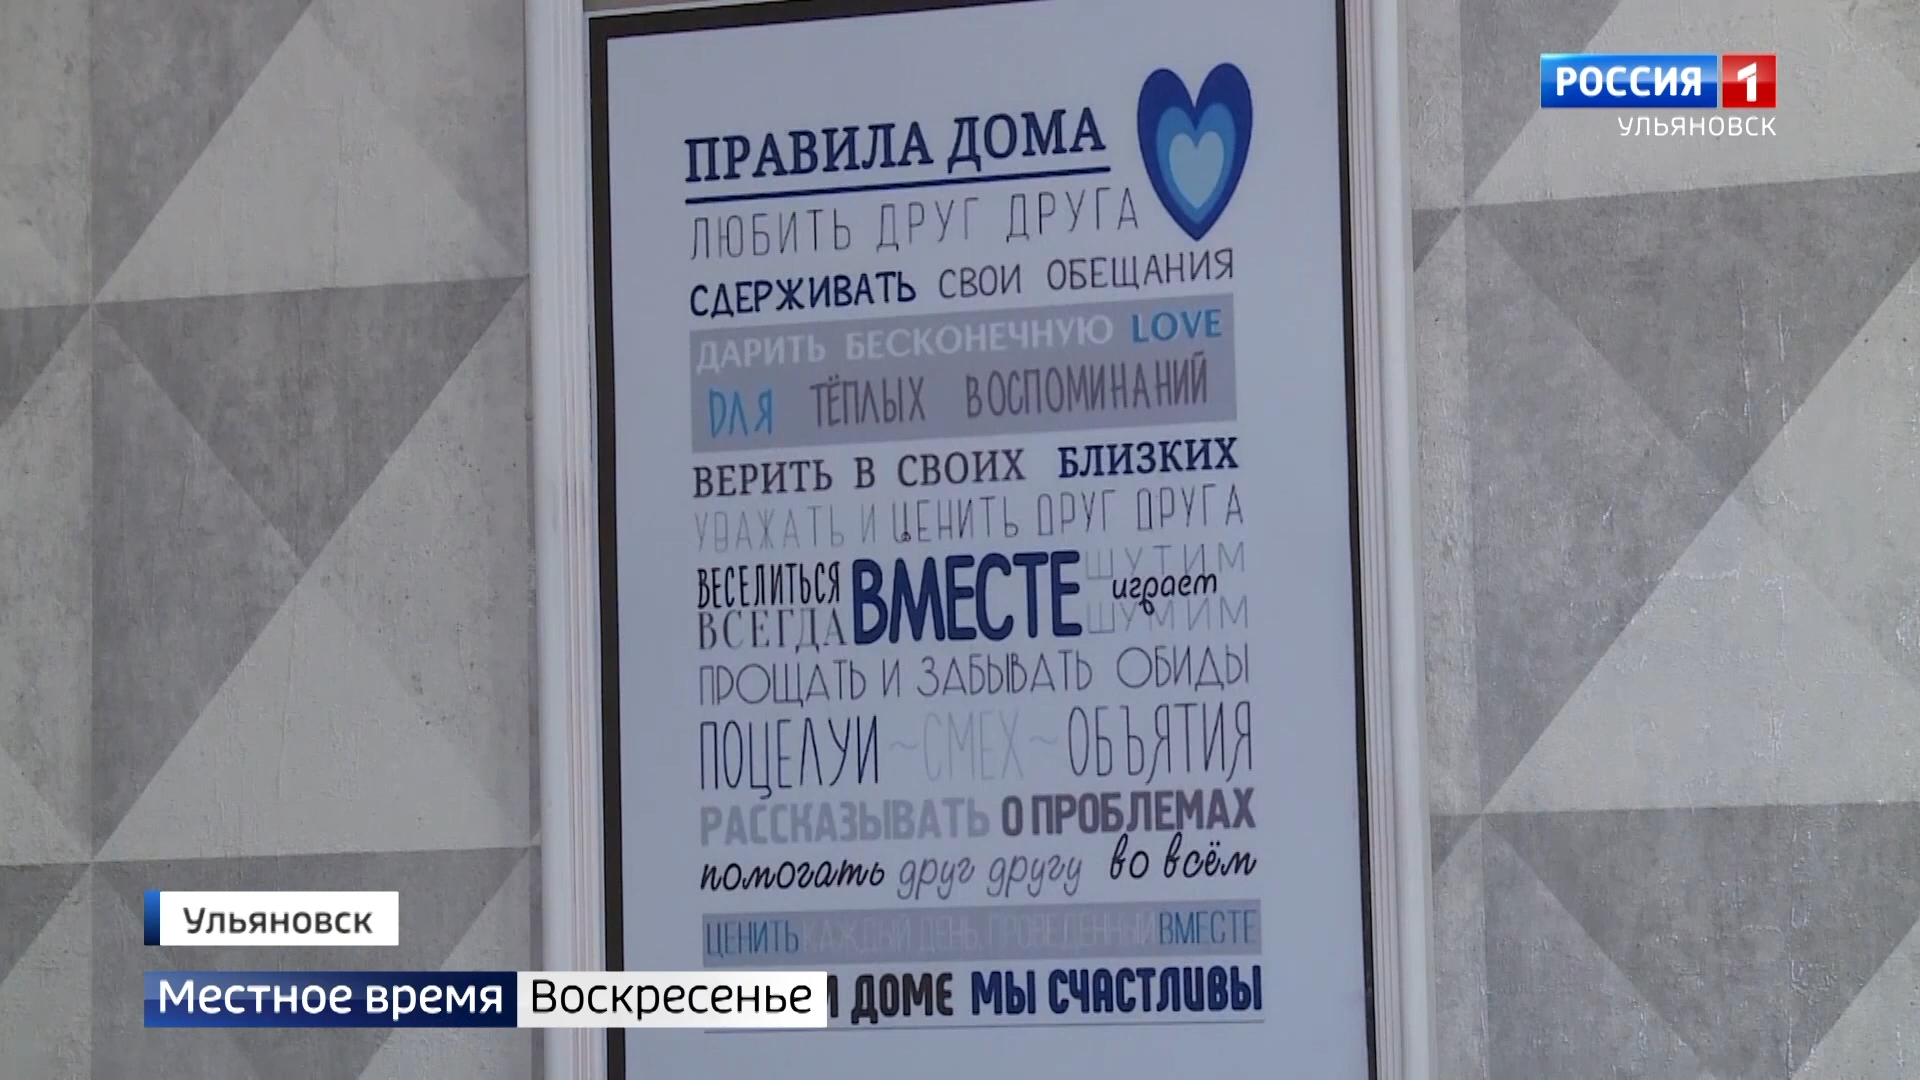 РОССИЯ 1
УЛЬЯНОВСК
ПРАВИЛА ДОМА
ЛЮБИТЬ ДРУГ ДРУГА
СДЕРЖИВАТЬ СВОИ ОБЕЩАНИЯ
ДАРИТЬ БЕСКОНЕЧНУЮ LOVE
ДЛЯ ТЁПЛЫХ ВОСПОМИНАНИЙ
ВЕРИТЬ В СВОИХ БЛИЗКИХ
УВАЖАТЬ И ЦЕНИТЬ ДРУГ ДРУГА
ВЕСЕЛИТЬСЯ
ВСЕГДА
ВМЕСТЕ
ШУТИМ
играем
ШУМИМ
ПРОЩАТЬ И ЗАБЫВАТЬ ОБИДЫ
ПОЦЕЛУИ ~ СМЕХ ~ ОБЪЯТИЯ
РАССКАЗЫВАТЬ О ПРОБЛЕМАХ
помогать друг другу во всём
ЦЕНИТЬ КАЖДЫЙ ДЕНЬ, ПРОВЕДЕННЫЙ ВМЕСТЕ
ДОМЕ МЫ СЧАСТЛИВЫ
Ульяновск
Местное время Воскресенье